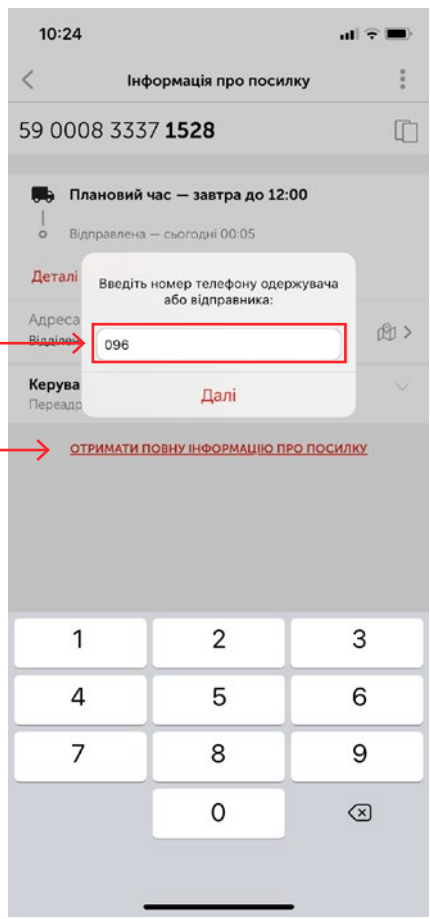 10:24
Інформація про посилку
59 0008 3337 1528
Плановий час — завтра до 12:00
Відправлена — сьогодні 00:05
Деталі
Введіть номер телефону одержувача
або відправника:
Адреса
096
Керува
Переадр
Далі
ОТРИМАТИ ПОВНУ ІНФОРМАЦІЮ ПРО ПОСИЛКУ
1 2 3
4 5 6
7 8 9
0